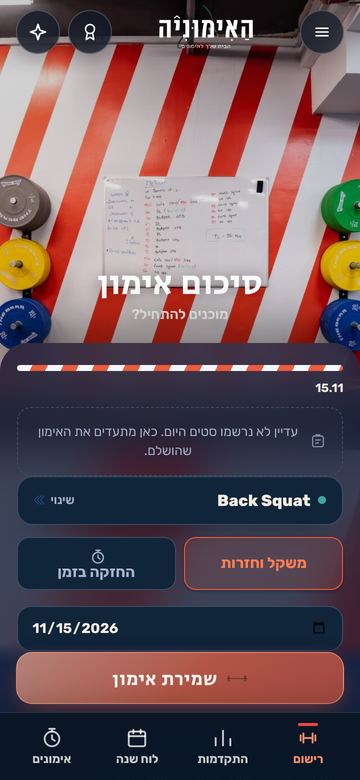 הָאִימוּנִיָּה
הבית שלך לאימונים
סיכום אימון
מוכנים להתחיל?
15.11
עדיין לא נרשמו סטים היום. כאן מתעדים את האימון
שהושלם.
Back Squat
שינוי
משקל וחזרות
החזקה בזמן
11/15/2026
שמירת אימון
רישום
התקדמות
לוח שנה
אימונים